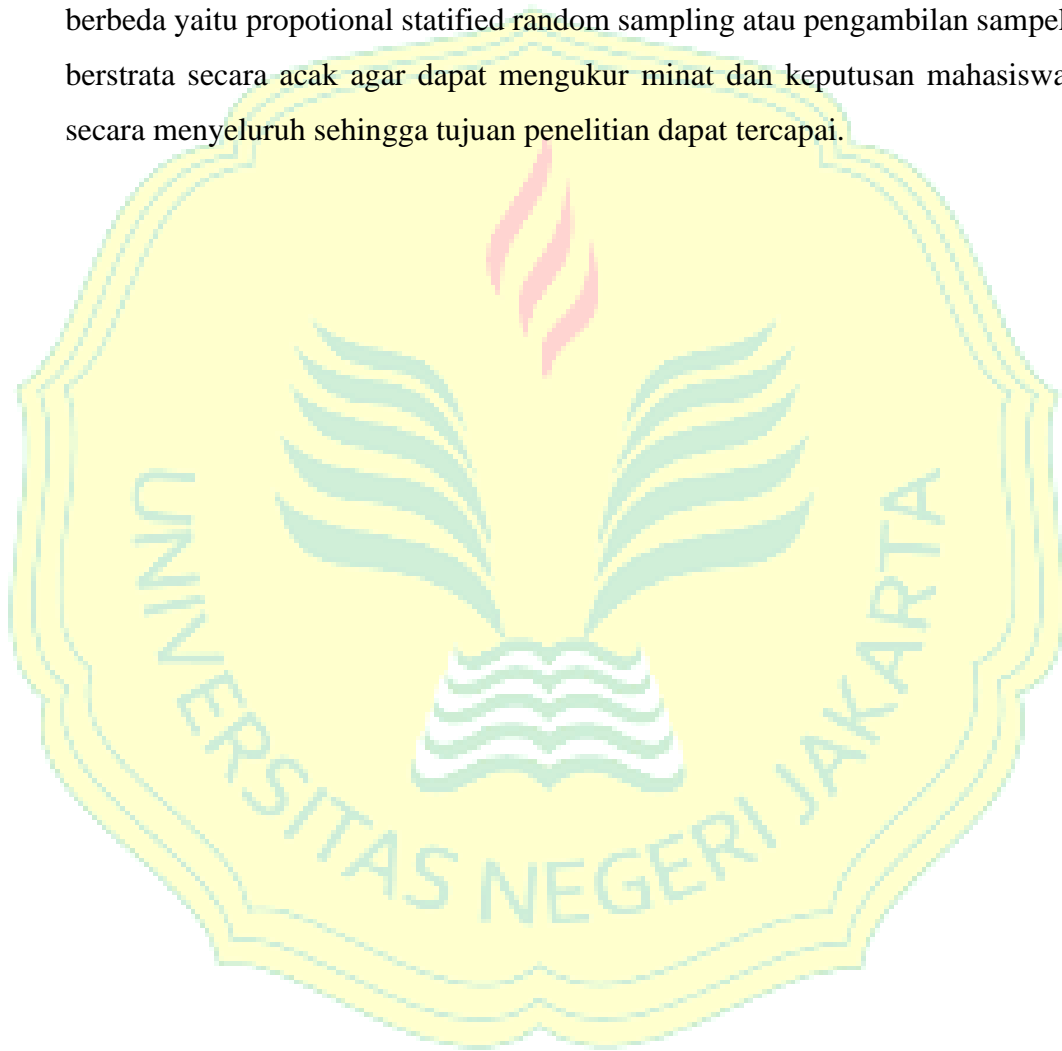 berbeda yaitu propotional statified random sampling atau pengambilan sampel
berstrata secara acak agar dapat mengukur minat dan keputusan mahasiswa
secara menyeluruh sehingga tujuan penelitian dapat tercapai.
UNIVERSITAS NEGERI JAKARTA